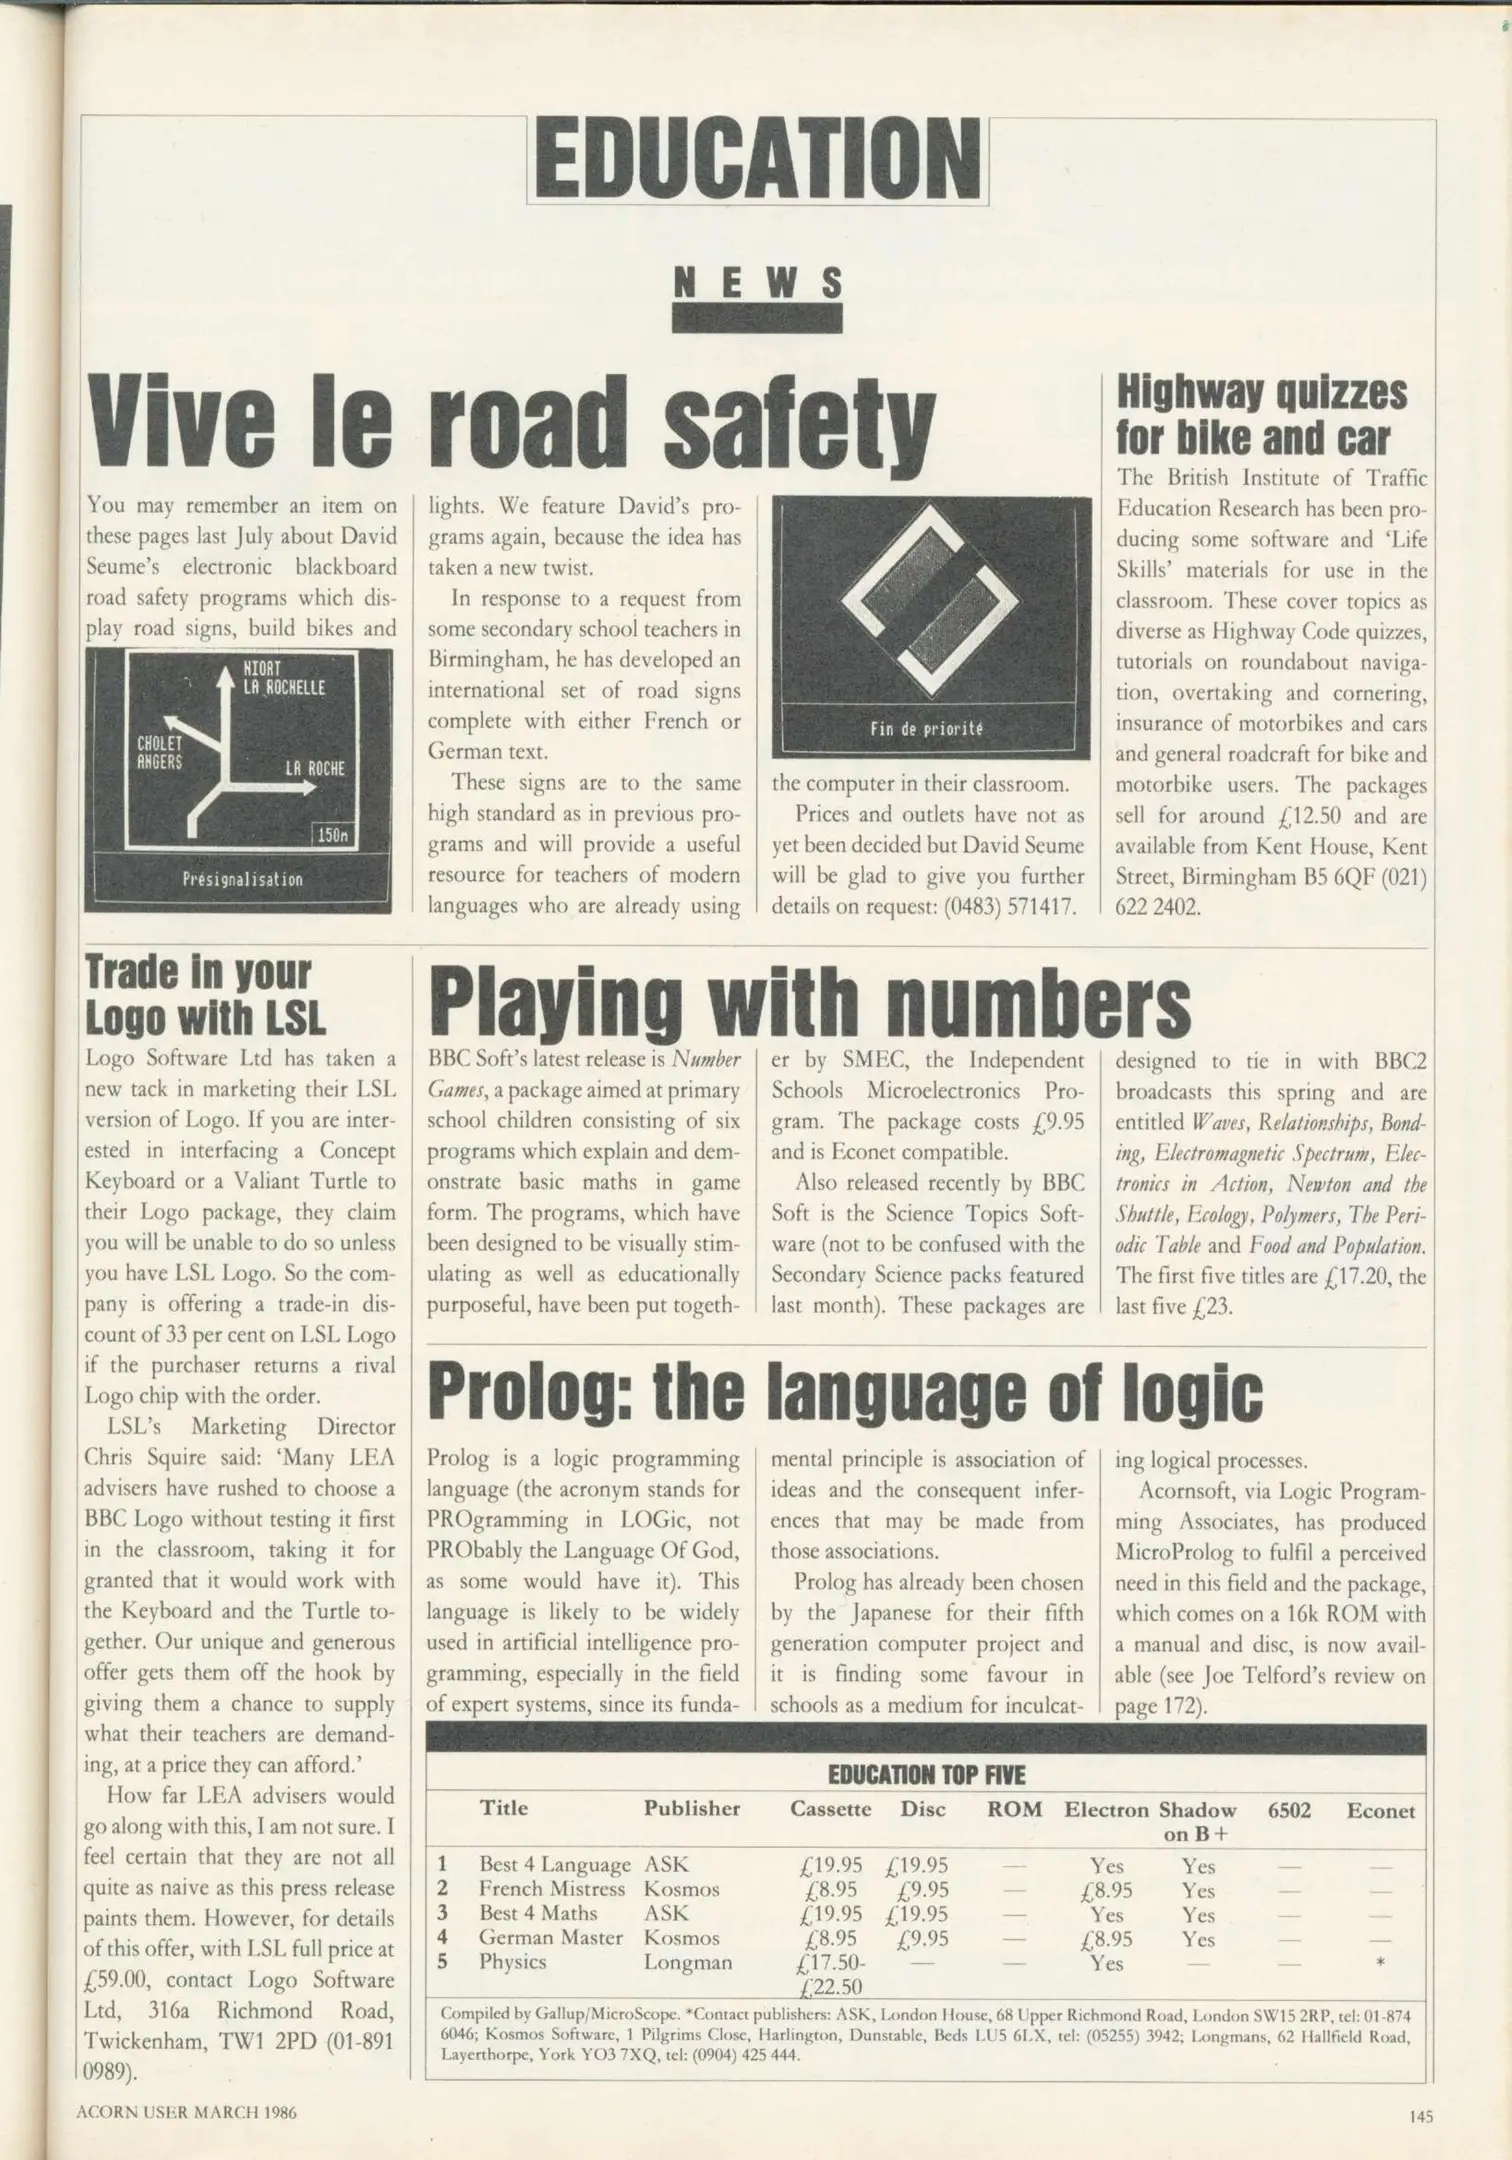 EDUCATION
NEWS
Vive le road safety
You may remember an item on
these pages last July about David
Seume's electronic blackboard
road safety programs which dis-
play road signs, build bikes and
NIORT
LA ROCHELLE
CHOLET
ANGERS
LA ROCHE
150m
Présignalisation
lights. We feature David's pro-
grams again, because the idea has
taken a new twist.
In response to a request from
some secondary school teachers in
Birmingham, he has developed an
international set of road signs
complete with either French or
German text.
These signs are to the same
high standard as in previous pro-
grams and will provide a useful
resource for teachers of modern
languages who are already using
Fin de priorité
the computer in their classroom.
Prices and outlets have not as
yet been decided but David Seume
will be glad to give you further
details on request: (0483) 571417.
Highway quizzes
for bike and car
The British Institute of Traffic
Education Research has been pro-
ducing some software and 'Life
Skills' materials for use in the
classroom. These cover topics as
diverse as Highway Code quizzes,
tutorials on roundabout naviga-
tion, overtaking and cornering,
insurance of motorbikes and cars
and general roadcraft for bike and
motorbike users. The packages
sell for around £12.50 and are
available from Kent House, Kent
Street, Birmingham B5 6QF (021)
622 2402.
Trade in your
Logo with LSL
Logo Software Ltd has taken a
new tack in marketing their LSL
version of Logo. If you are inter-
ested in interfacing a Concept
Keyboard or a Valiant Turtle to
their Logo package, they claim
you will be unable to do so unless
you have LSL Logo. So the com-
pany is offering a trade-in dis-
count of 33 per cent on LSL Logo
if the purchaser returns a rival
Logo chip with the order.
LSL's Marketing Director
Chris Squire said: 'Many LEA
advisers have rushed to choose a
BBC Logo without testing it first
in the classroom, taking it for
granted that it would work with
the Keyboard and the Turtle to-
gether. Our unique and generous
offer gets them off the hook by
giving them a chance to supply
what their teachers are demand-
ing, at a price they can afford.'
How far LEA advisers would
go along with this, I am not sure. I
feel certain that they are not all
quite as naive as this press release
paints them. However, for details
of this offer, with LSL full price at
£59.00, contact Logo Software
Ltd, 316a Richmond Road,
Twickenham, TW1 2PD (01-891
0989).
Playing with numbers
BBC Soft's latest release is Number
Games, a package aimed at primary
school children consisting of six
programs which explain and dem-
onstrate basic maths in game
form. The programs, which have
been designed to be visually stim-
ulating as well as educationally
purposeful, have been put togeth-
er by SMEC, the Independent
Schools Microelectronics Pro-
gram. The package costs £9.95
and is Econet compatible.
Also released recently by BBC
Soft is the Science Topics Soft-
ware (not to be confused with the
Secondary Science packs featured
last month). These packages are
designed to tie in with BBC2
broadcasts this spring and are
entitled Waves, Relationships, Bond-
ing, Electromagnetic Spectrum, Elec-
tronics in Action, Newton and the
Shuttle, Ecology, Polymers, The Peri-
odic Table and Food and Population.
The first five titles are £17.20, the
last five £23.
Prolog: the language of logic
Prolog is a logic programming
language (the acronym stands for
PROgramming in LOGic, not
PRObably the Language Of God,
as some would have it). This
language is likely to be widely
used in artificial intelligence pro-
gramming, especially in the field
of expert systems, since its funda-
mental principle is association of
ideas and the consequent infer-
ences that may be made from
those associations.
Prolog has already been chosen
by the Japanese for their fifth
generation computer project and
it is finding some favour in
schools as a medium for inculcat-
ing logical processes.
Acornsoft, via Logic Program-
ming Associates, has produced
MicroProlog to fulfil a perceived
need in this field and the package,
which comes on a 16k ROM with
a manual and disc, is now avail-
able (see Joe Telford's review on
page 172).
EDUCATION TOP FIVE
Title Publisher Cassette Disc ROM Electron Shadow 6502 Econet
on B+
1 Best 4 Language ASK £19.95 £19.95 — Yes Yes — —
2 French Mistress Kosmos £8.95 £9.95 — £8.95 Yes — —
3 Best 4 Maths ASK £19.95 £19.95 — Yes Yes — —
4 German Master Kosmos £8.95 £9.95 — £8.95 Yes — —
5 Physics Longman £17.50- — — Yes — — *
£22.50
Compiled by Gallup/MicroScope. *Contact publishers: ASK, London House, 68 Upper Richmond Road, London SW15 2RP, tel: 01-874
6046; Kosmos Software, 1 Pilgrims Close, Harlington, Dunstable, Beds LU5 6LX, tel: (05255) 3942; Longmans, 62 Hallfield Road,
Layerthorpe, York YO3 7XQ, tel: (0904) 425 444.
ACORN USER MARCH 1986
145